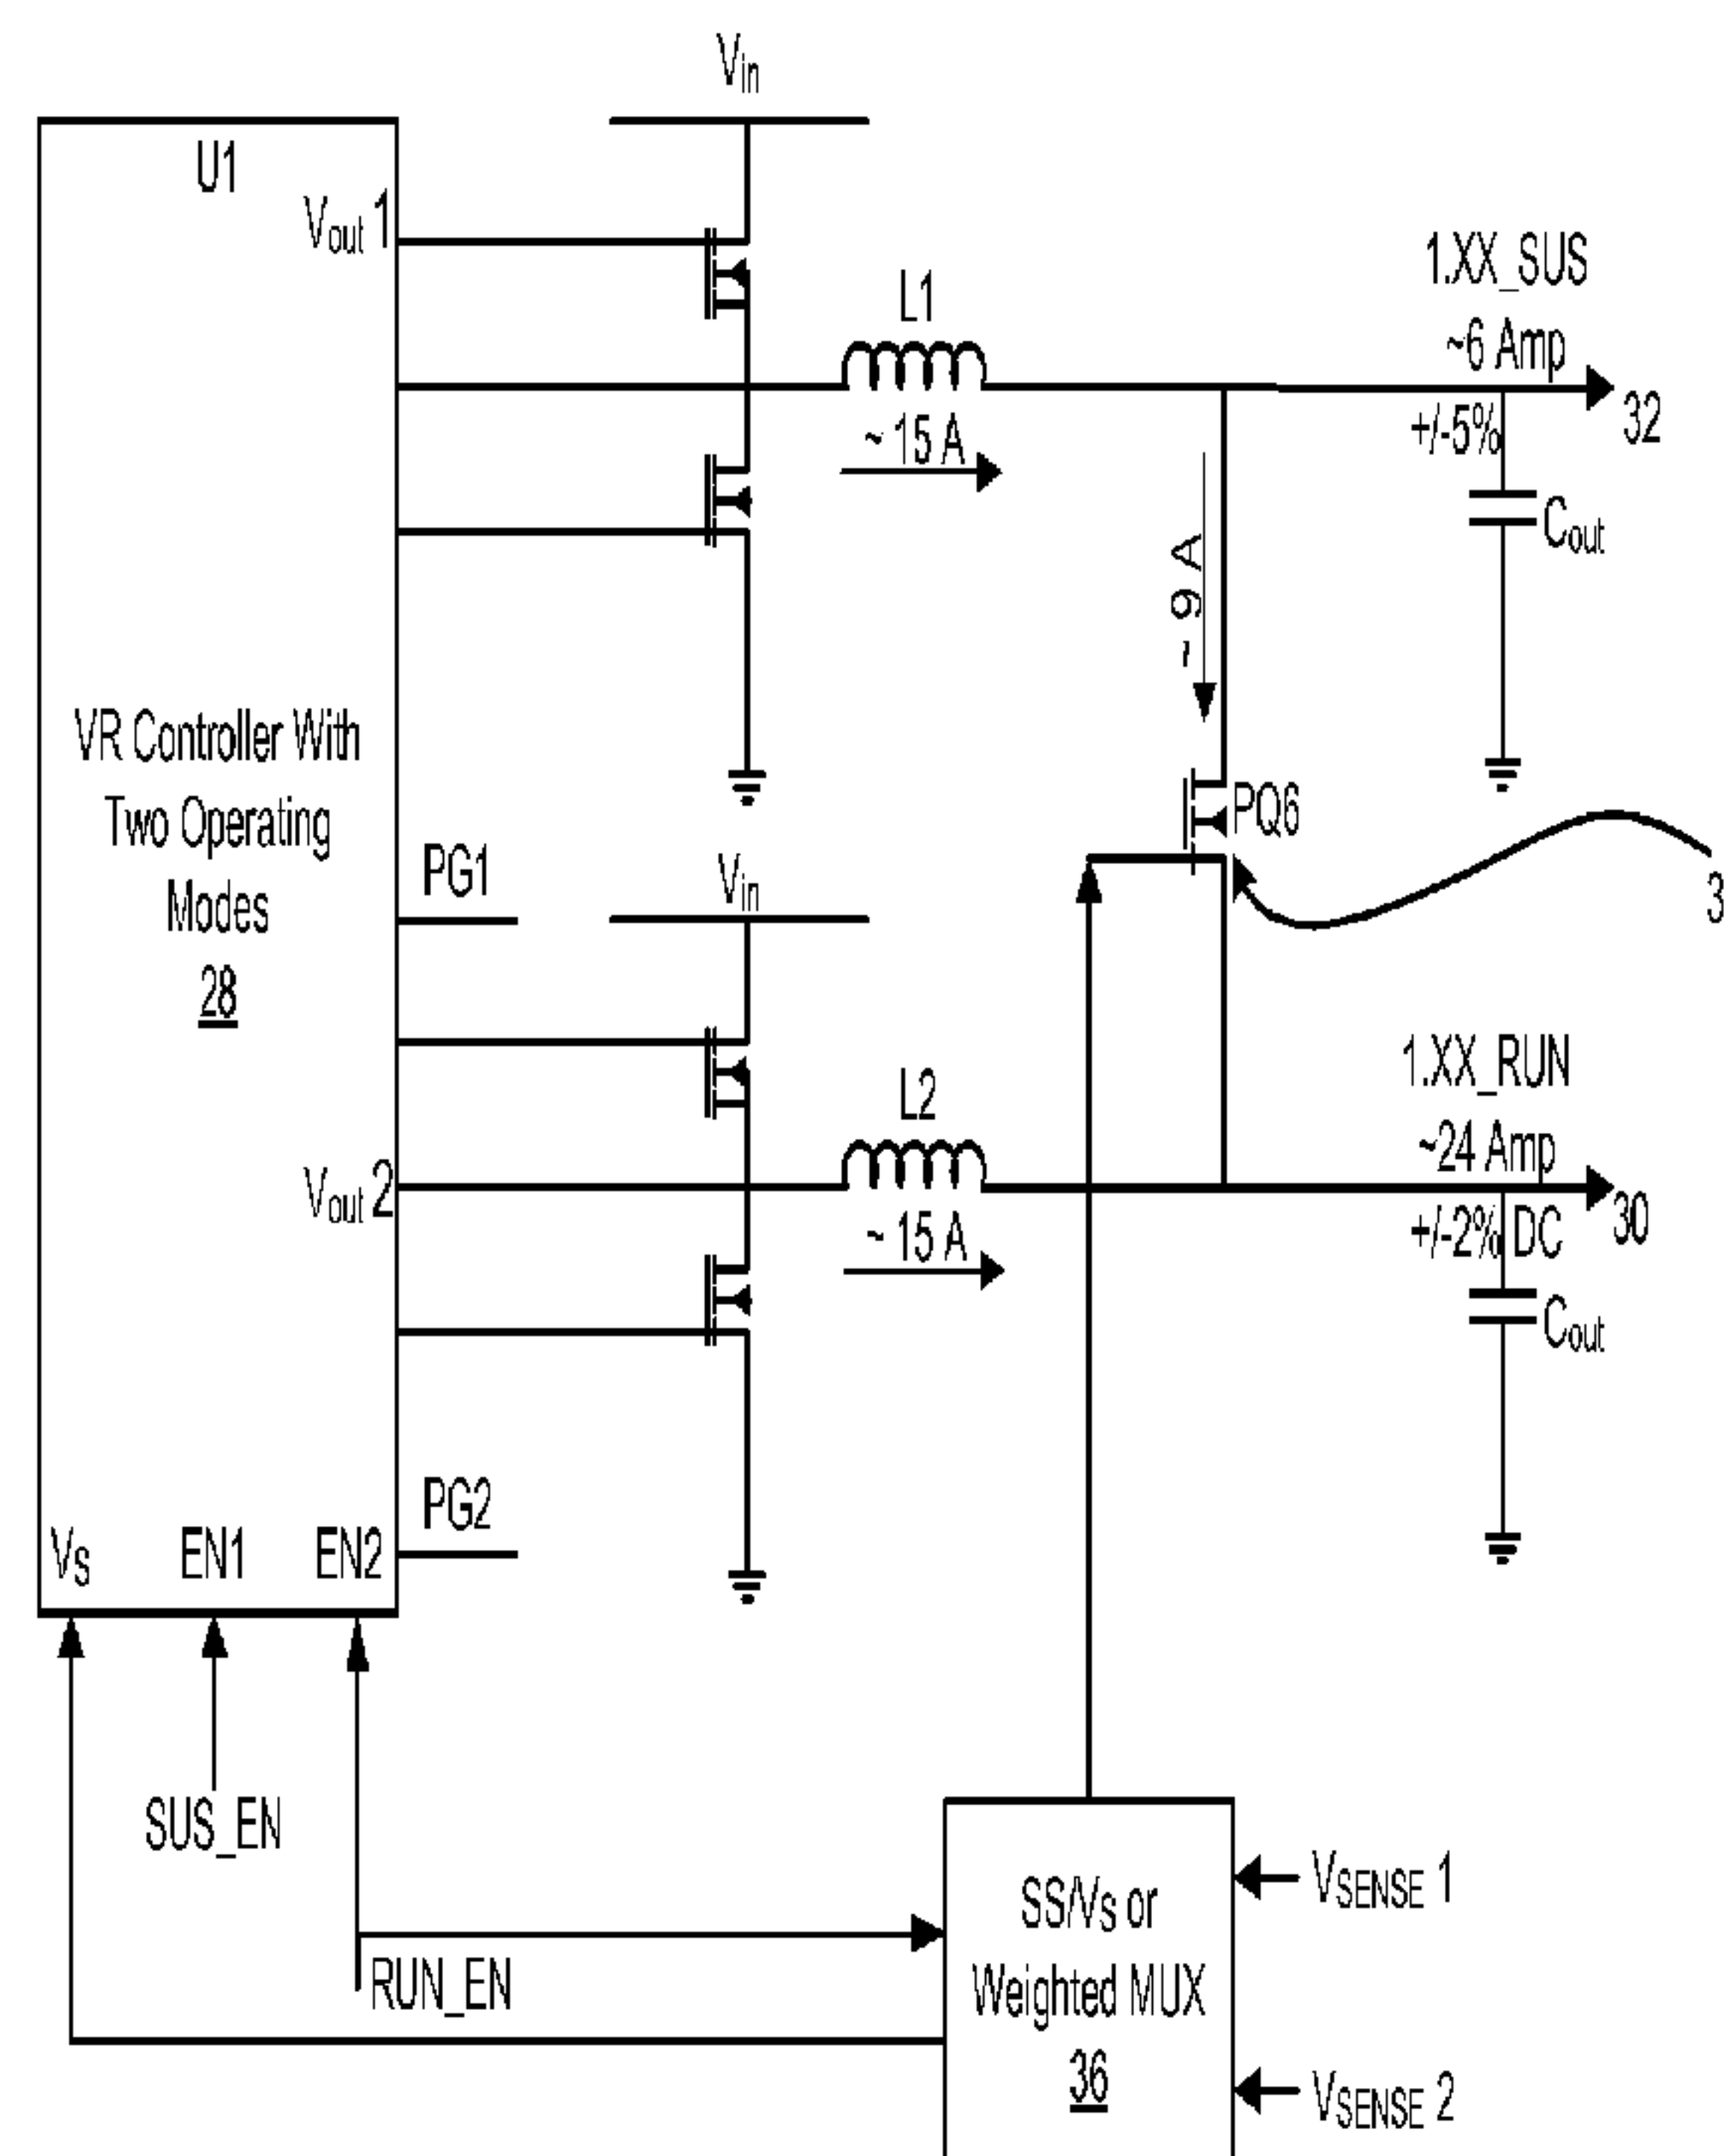 Vin
U1
Vout 1
L1
~ 15 A
1.XX_SUS
~6 Amp
+/-5%
32
Cout
~ 9 A
PQ6
3
VR Controller With
Two Operating
Modes
28
PG1
Vin
L2
~ 15 A
Vout 2
1.XX_RUN
~24 Amp
+/-2% DC
30
Cout
PG2
Vs
EN1
EN2
SUS_EN
RUN_EN
SS/Vs or
Weighted MUX
36
VSENSE 1
VSENSE 2